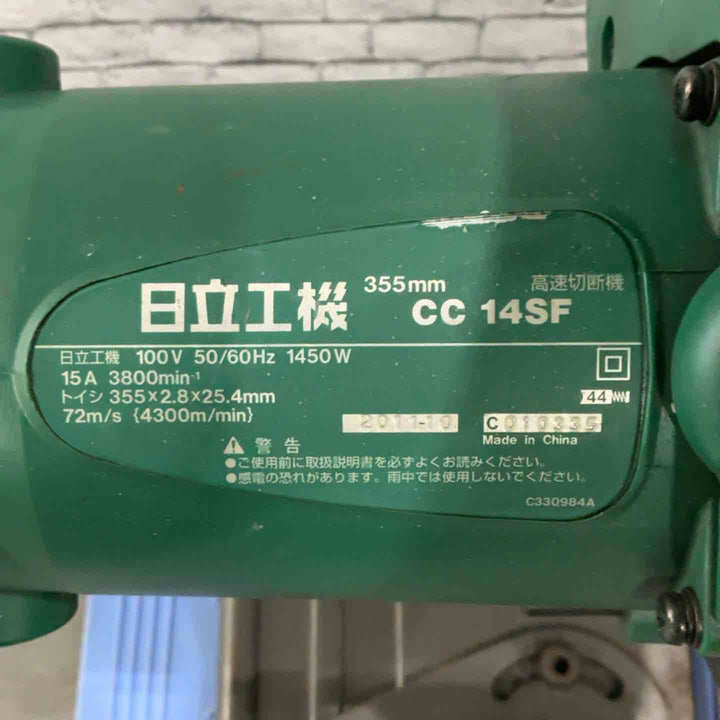 355mm 高速切断機
日立工機 CC 14SF
日立工機 100V 50/60Hz 1450W
15A 3800min⁻¹
トイシ 355×2.8×25.4mm
44
72m/s {4300m/min}
2011-10 C 010335
Made in China
警告
●ご使用前に取扱説明書を必ずよくお読みください。
●感電の恐れがあります。雨中では使用しないでください。
C330984A